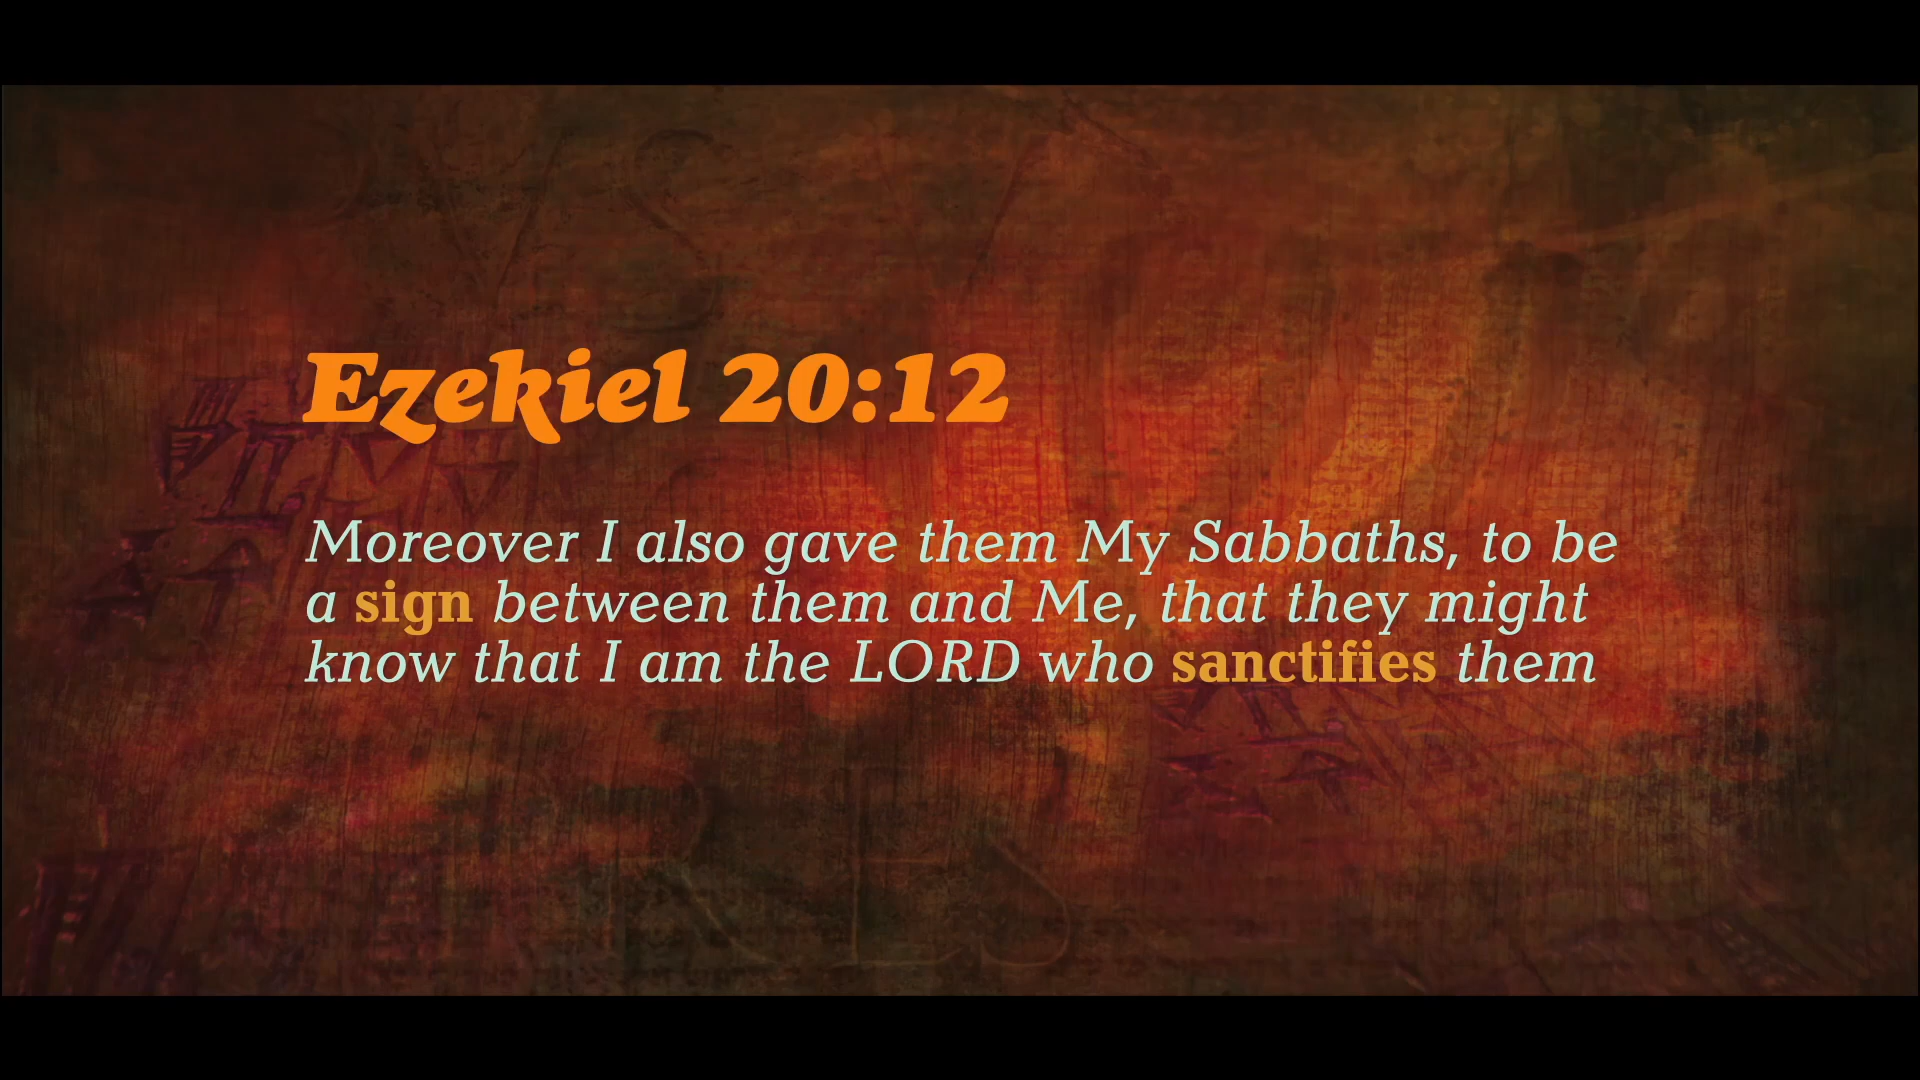 Ezekiel 20:12
Moreover I also gave them My Sabbaths, to be
a sign between them and Me, that they might
know that I am the LORD who sanctifies them